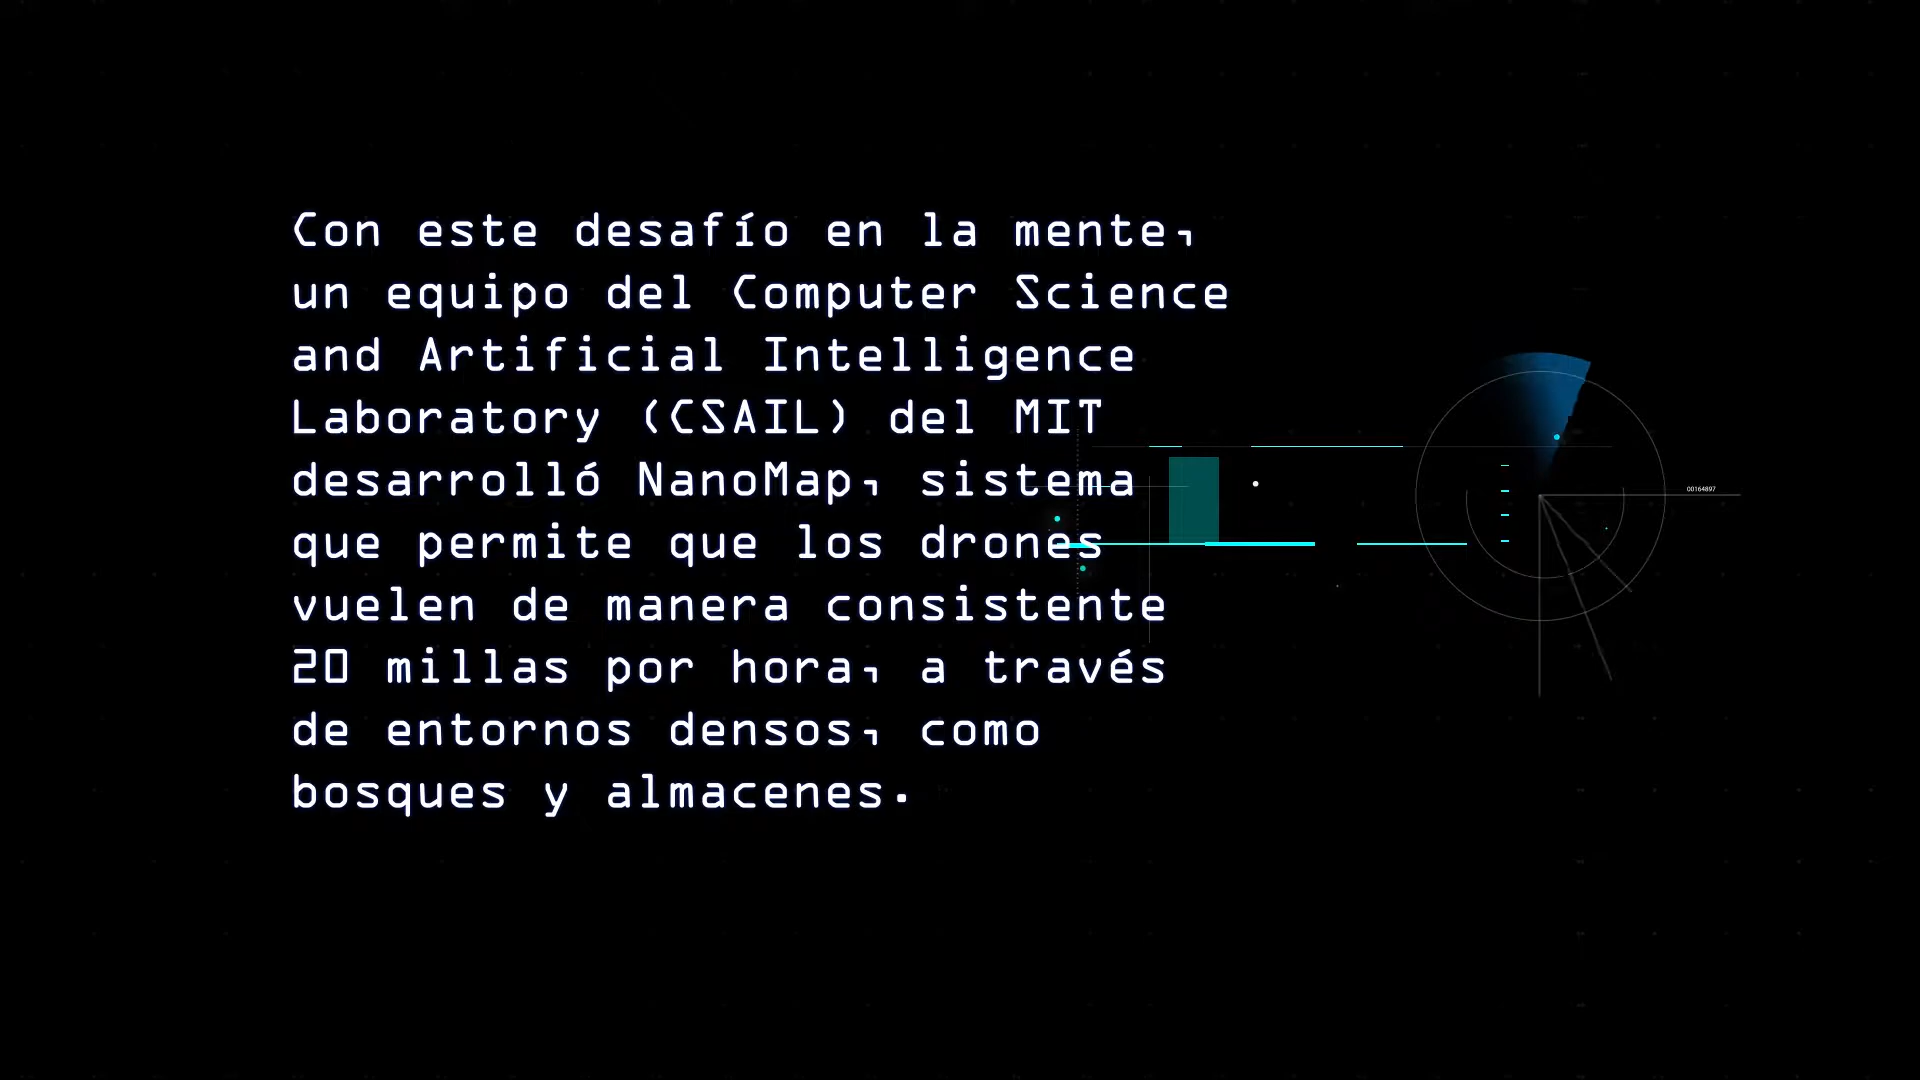 Con este desafío en la mente,
un equipo del Computer Science
and Artificial Intelligence
Laboratory (CSAIL) del MIT
desarrolló NanoMap, sistema
que permite que los drones
vuelen de manera consistente
20 millas por hora, a través
de entornos densos, como
bosques y almacenes.
00164897